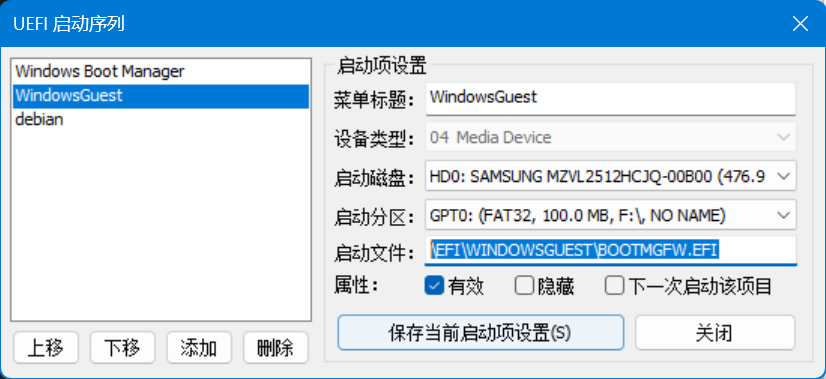 UEFI 启动序列
Windows Boot Manager
WindowsGuest
debian
上移 下移 添加 删除
启动项设置
菜单标题: WindowsGuest
设备类型: 04 Media Device
启动磁盘: HD0: SAMSUNG MZVL2512HCJQ-00B00 (476.9
启动分区: GPT0: (FAT32, 100.0 MB, F:\, NO NAME)
启动文件: \EFI\WINDOWSGUEST\BOOTMGFW.EFI
属性: 有效 隐藏 下一次启动该项目
保存当前启动项设置(S) 关闭